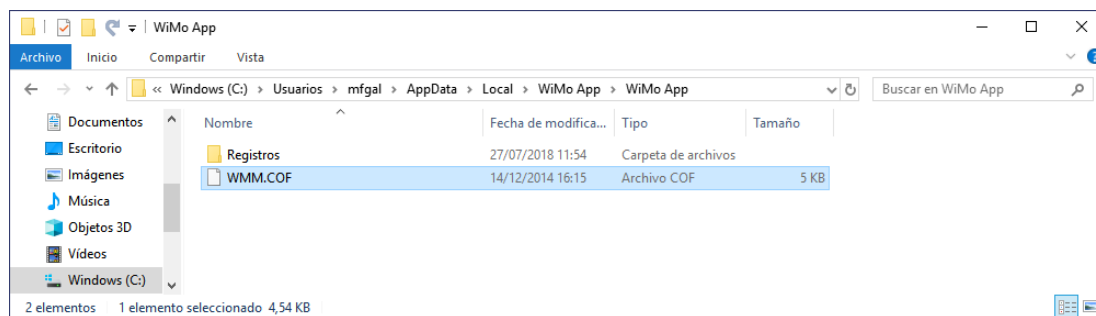 WiMo App
Archivo Inicio Compartir Vista
« Windows (C:) › Usuarios › mfgal › AppData › Local › WiMo App › WiMo App
Buscar en WiMo App
Documentos
Escritorio
Imágenes
Música
Objetos 3D
Vídeos
Windows (C:)
Nombre Fecha de modifica... Tipo Tamaño
Registros 27/07/2018 11:54 Carpeta de archivos
WMM.COF 14/12/2014 16:15 Archivo COF 5 KB
2 elementos 1 elemento seleccionado 4,54 KB